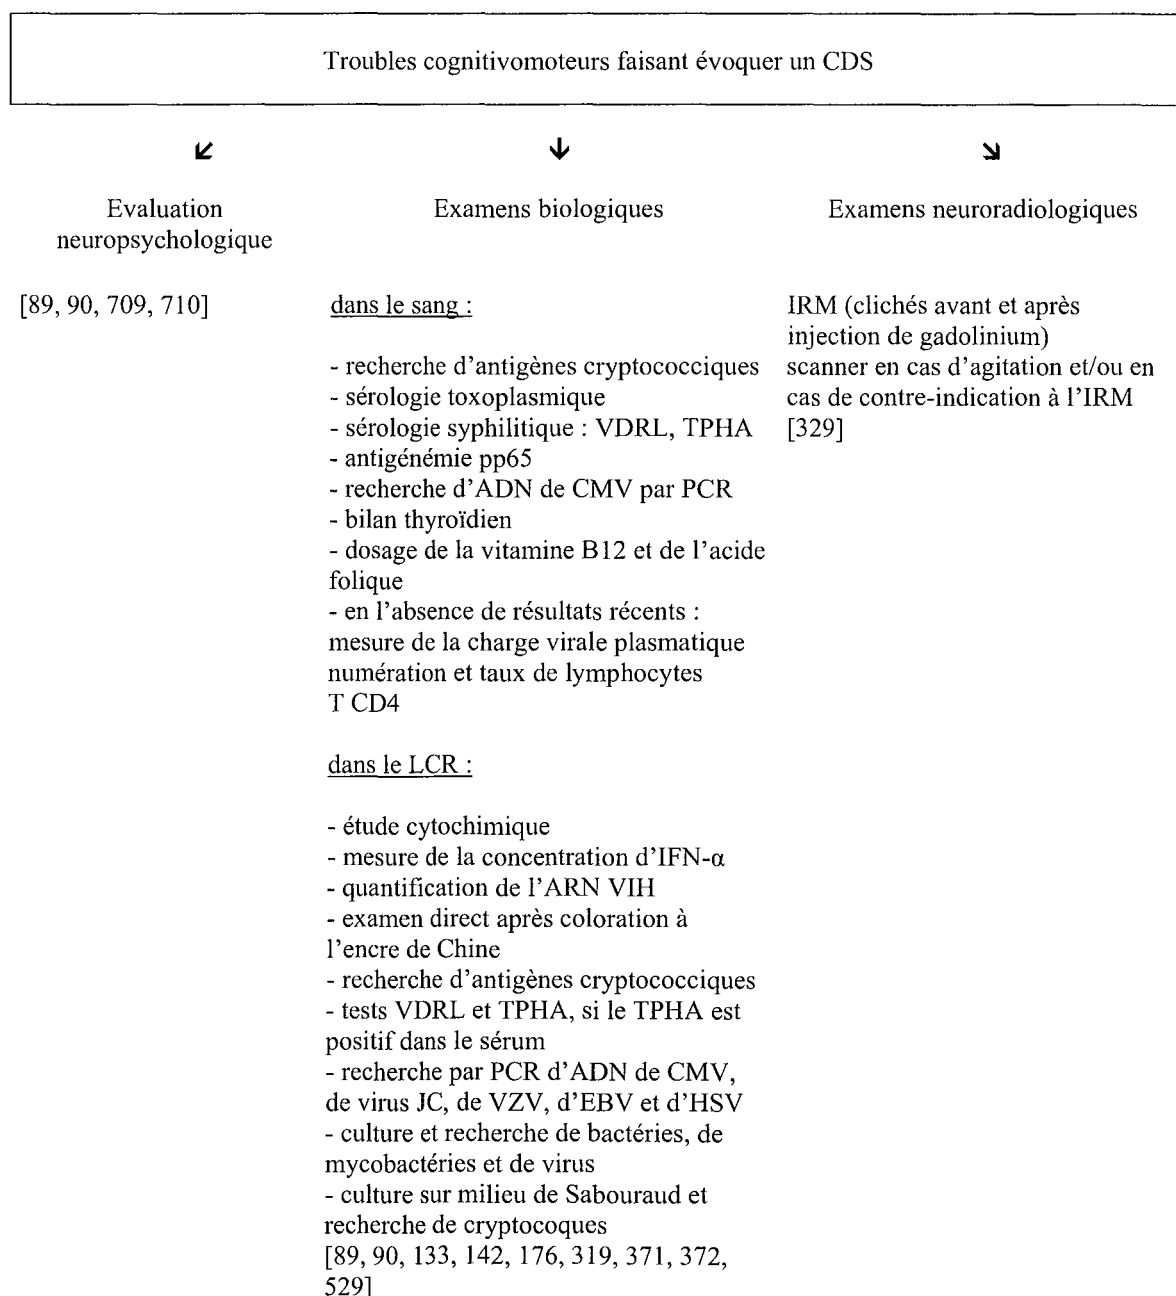 Troubles cognitivomoteurs faisant évoquer un CDS
Evaluation
neuropsychologique
[89, 90, 709, 710]
Examens biologiques
dans le sang :
- recherche d'antigènes cryptococciques
- sérologie toxoplasmique
- sérologie syphilitique : VDRL, TPHA
- antigénémie pp65
- recherche d'ADN de CMV par PCR
- bilan thyroïdien
- dosage de la vitamine B12 et de l'acide
folique
- en l'absence de résultats récents :
mesure de la charge virale plasmatique
numération et taux de lymphocytes
T CD4
dans le LCR :
- étude cytochimique
- mesure de la concentration d'IFN-α
- quantification de l'ARN VIH
- examen direct après coloration à
l'encre de Chine
- recherche d'antigènes cryptococciques
- tests VDRL et TPHA, si le TPHA est
positif dans le sérum
- recherche par PCR d'ADN de CMV,
de virus JC, de VZV, d'EBV et d'HSV
- culture et recherche de bactéries, de
mycobactéries et de virus
- culture sur milieu de Sabouraud et
recherche de cryptocoques
[89, 90, 133, 142, 176, 319, 371, 372,
529]
Examens neuroradiologiques
IRM (clichés avant et après
injection de gadolinium)
scanner en cas d'agitation et/ou en
cas de contre-indication à l'IRM
[329]